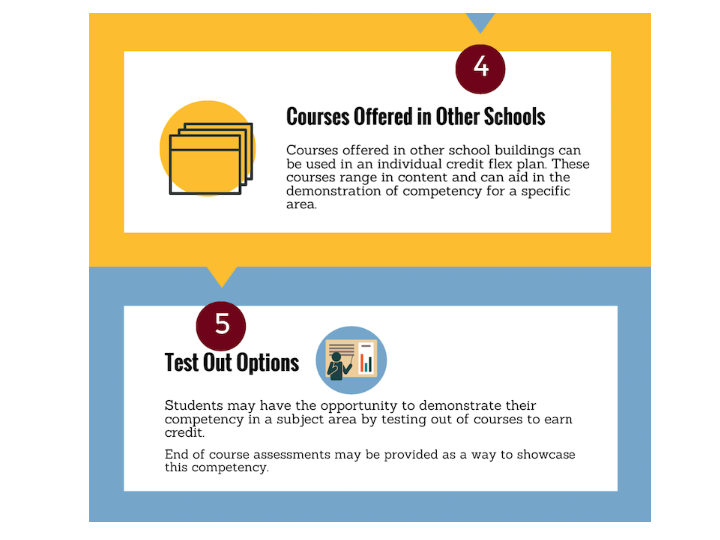 4
Courses Offered in Other Schools
Courses offered in other school buildings can
be used in an individual credit flex plan. These
courses range in content and can aid in the
demonstration of competency for a specific
area.
5
Test Out Options
Students may have the opportunity to demonstrate their
competency in a subject area by testing out of courses to earn
credit.
End of course assessments may be provided as a way to showcase
this competency.